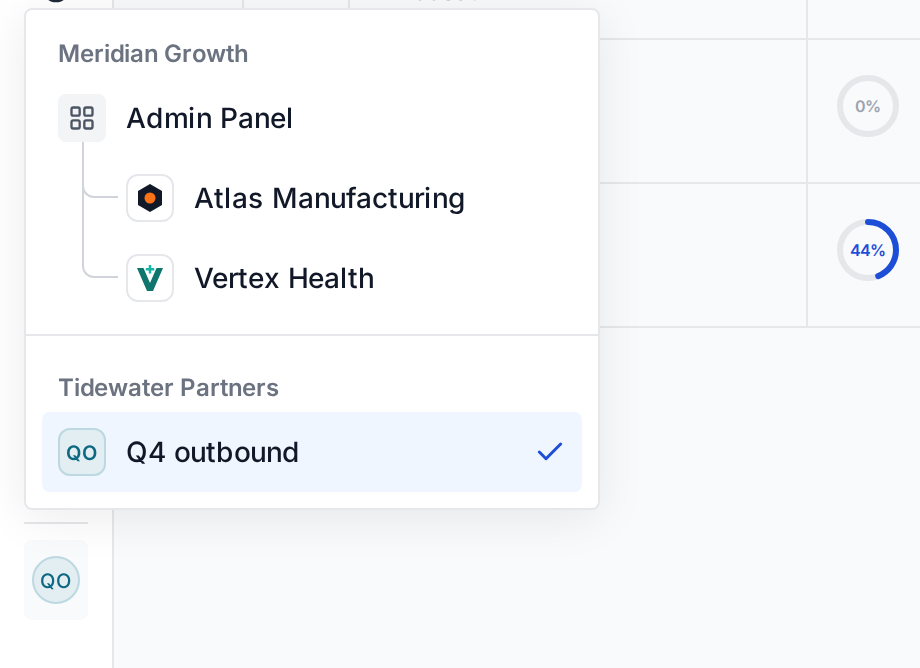 Meridian Growth
Admin Panel
0%
Atlas Manufacturing
44%
Vertex Health
Tidewater Partners
QO Q4 outbound
QO